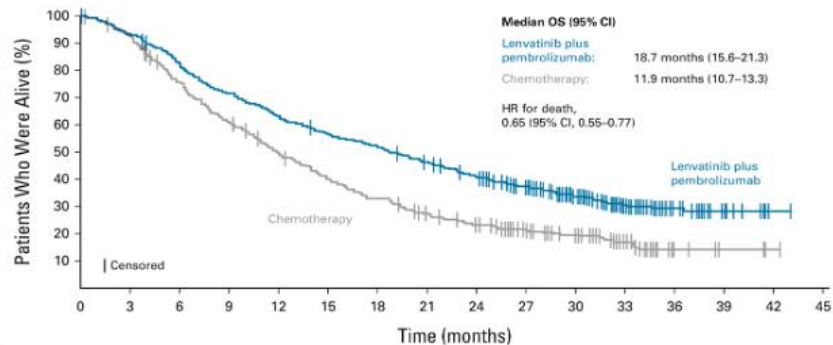 Median OS (95% CI)
Lenvatinib plus
pembrolizumab: 18.7 months (15.6–21.3)
Chemotherapy: 11.9 months (10.7–13.3)
HR for death,
0.65 (95% CI, 0.55–0.77)
Patients Who Were Alive (%)
100
90
80
70
60
50
40
30
20
10
Lenvatinib plus
pembrolizumab
Chemotherapy
| Censored
0 3 6 9 12 15 18 21 24 27 30 33 36 39 42 45
Time (months)